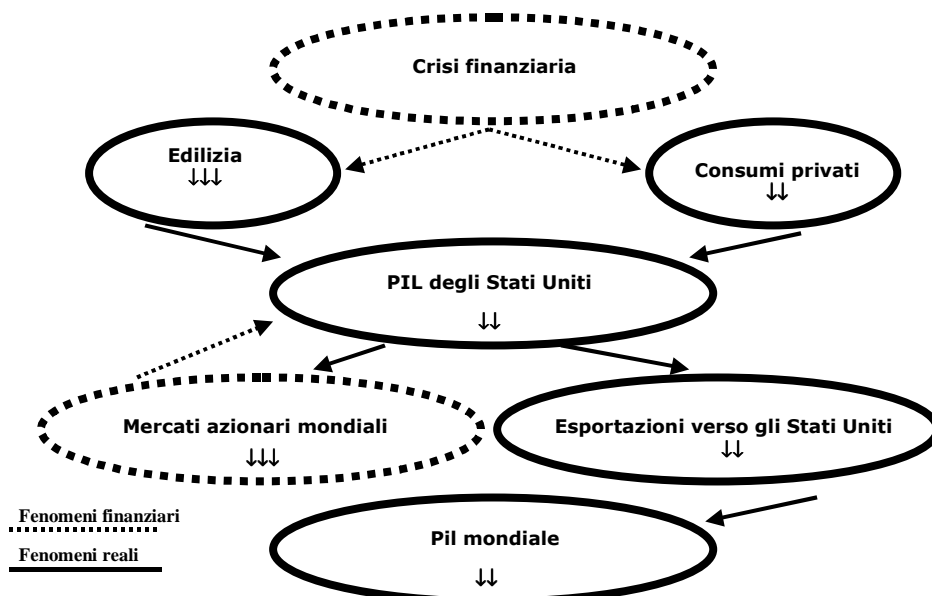 Crisi finanziaria
Edilizia
↓↓↓
Consumi privati
↓↓
PIL degli Stati Uniti
↓↓
Mercati azionari mondiali
↓↓↓
Esportazioni verso gli Stati Uniti
↓↓
Fenomeni finanziari
Fenomeni reali
Pil mondiale
↓↓